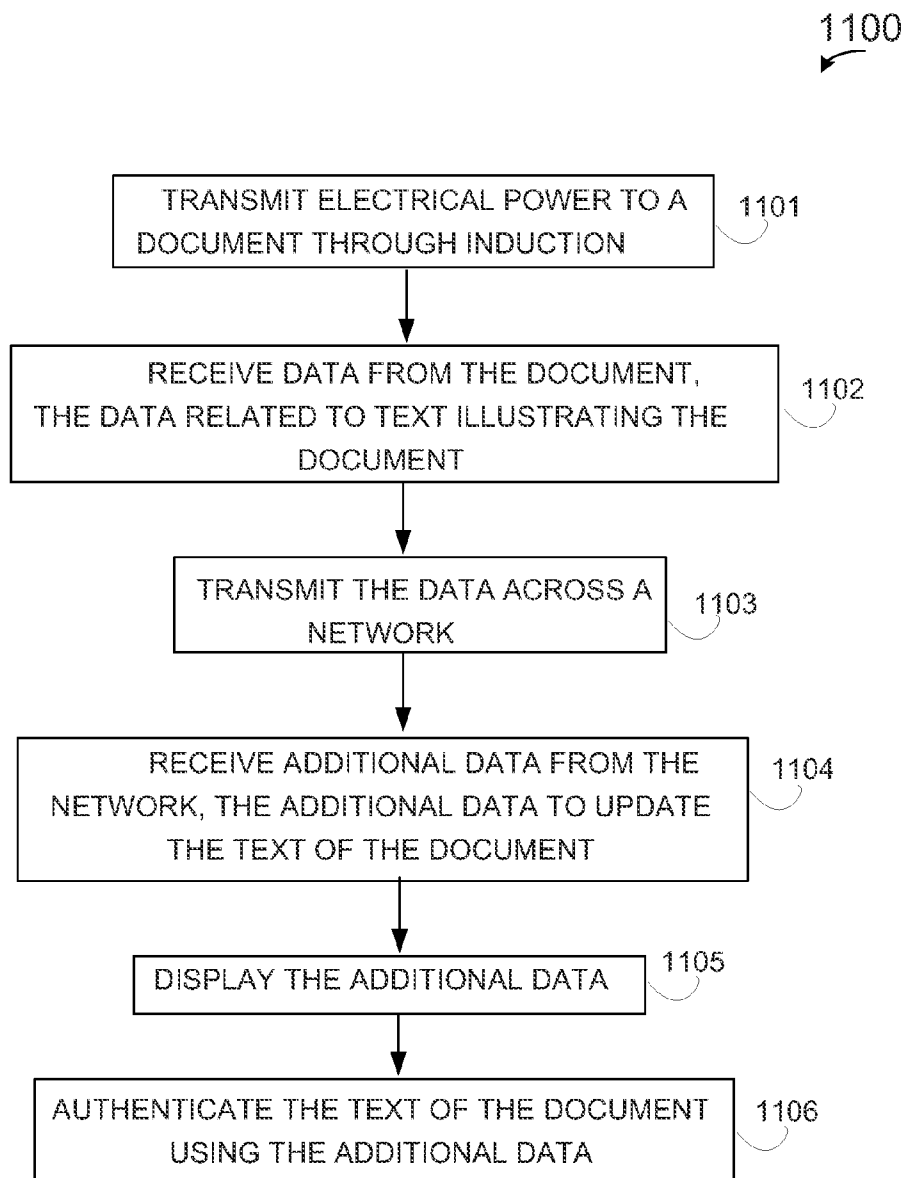 1100
TRANSMIT ELECTRICAL POWER TO A
DOCUMENT THROUGH INDUCTION
1101
RECEIVE DATA FROM THE DOCUMENT,
THE DATA RELATED TO TEXT ILLUSTRATING THE
DOCUMENT
1102
TRANSMIT THE DATA ACROSS A
NETWORK
1103
RECEIVE ADDITIONAL DATA FROM THE
NETWORK, THE ADDITIONAL DATA TO UPDATE
THE TEXT OF THE DOCUMENT
1104
DISPLAY THE ADDITIONAL DATA
1105
AUTHENTICATE THE TEXT OF THE DOCUMENT
USING THE ADDITIONAL DATA
1106